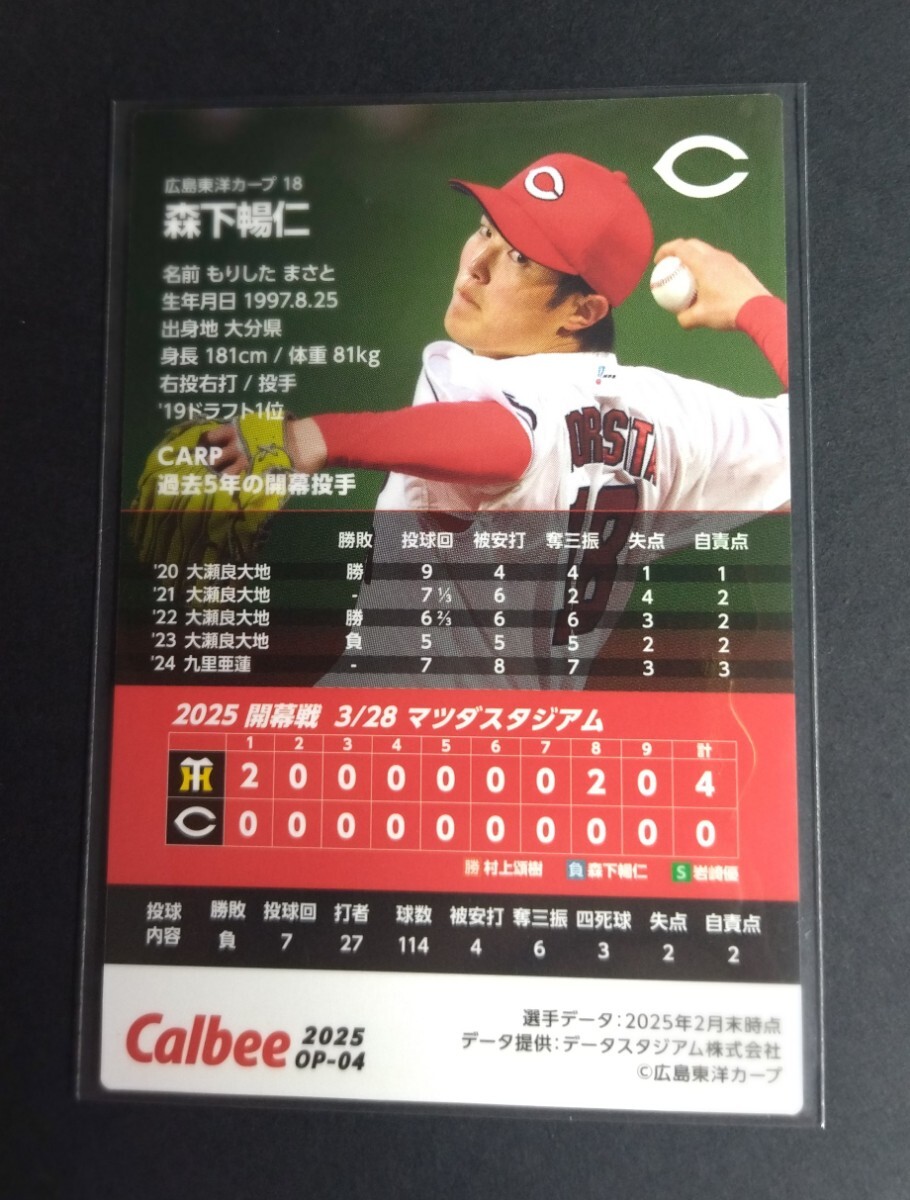 広島東洋カープ 18
森下暢仁
名前 もりした まさと
生年月日 1997.8.25
出身地 大分県
身長 181cm / 体重 81kg
右投右打 / 投手
'19ドラフト1位
CARP
過去5年の開幕投手
勝敗 投球回 被安打 奪三振 失点 自責点
'20 大瀬良大地 勝 9 4 4 1 1
'21 大瀬良大地 - 7 1/3 6 2 4 2
'22 大瀬良大地 勝 6 2/3 6 6 3 2
'23 大瀬良大地 負 5 5 5 2 2
'24 九里亜蓮 - 7 8 7 3 3
18
2025 開幕戦 3/28 マツダスタジアム
1 2 3 4 5 6 7 8 9 計
2 0 0 0 0 0 0 2 0 4
C 0 0 0 0 0 0 0 0 0 0
勝 村上頌樹 負 森下暢仁 S 岩崎優
投球内容 勝敗 投球回 打者 球数 被安打 奪三振 四死球 失点 自責点
負 7 27 114 4 6 3 2 2
Calbee 2025
OP-04
選手データ:2025年2月末時点
データ提供:データスタジアム株式会社
©広島東洋カープ